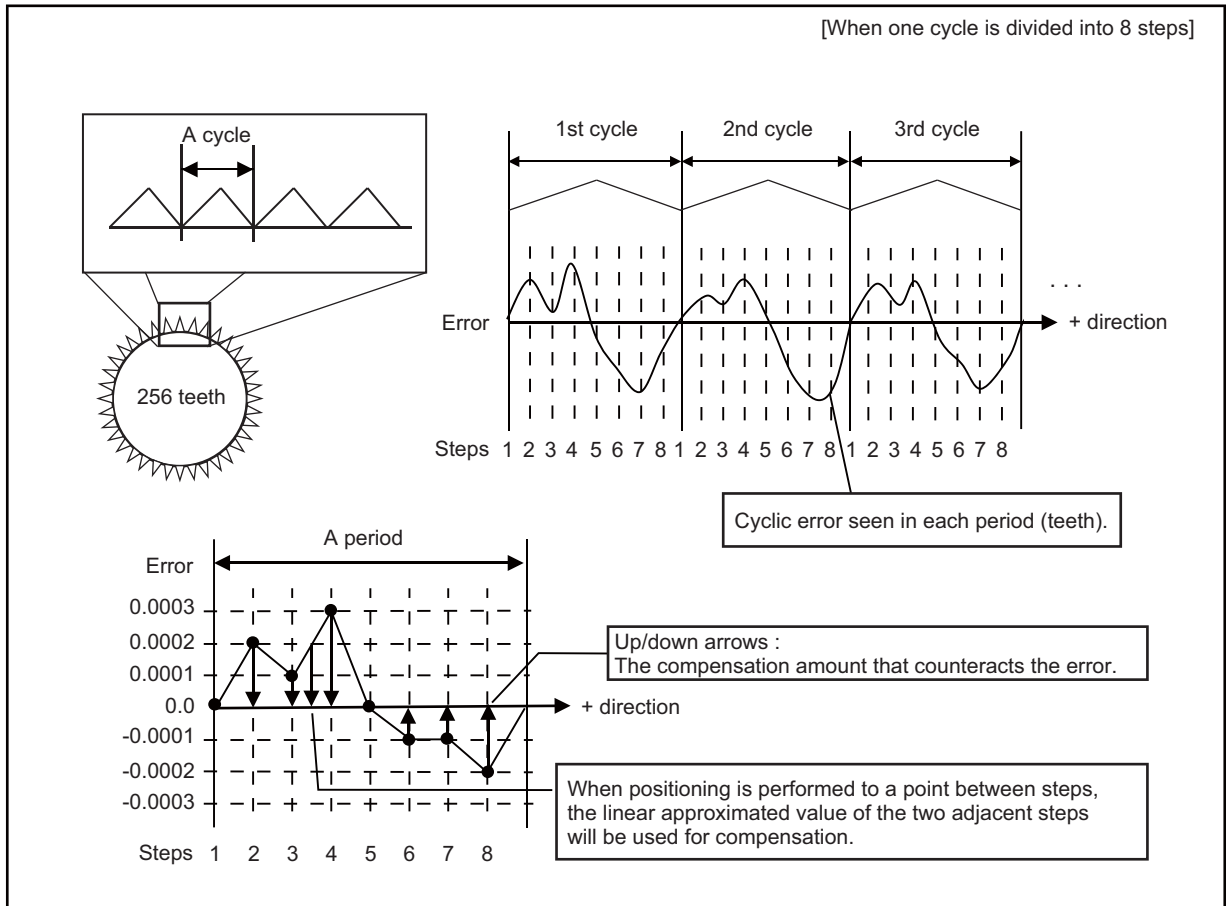 [When one cycle is divided into 8 steps]
A cycle
256 teeth
1st cycle 2nd cycle 3rd cycle
. . .
Error
+ direction
Steps 1 2 3 4 5 6 7 8 1 2 3 4 5 6 7 8 1 2 3 4 5 6 7 8
Cyclic error seen in each period (teeth).
A period
Error
0.0003
0.0002
0.0001
0.0
-0.0001
-0.0002
-0.0003
+ direction
Steps 1 2 3 4 5 6 7 8
Up/down arrows :
The compensation amount that counteracts the error.
When positioning is performed to a point between steps,
the linear approximated value of the two adjacent steps
will be used for compensation.